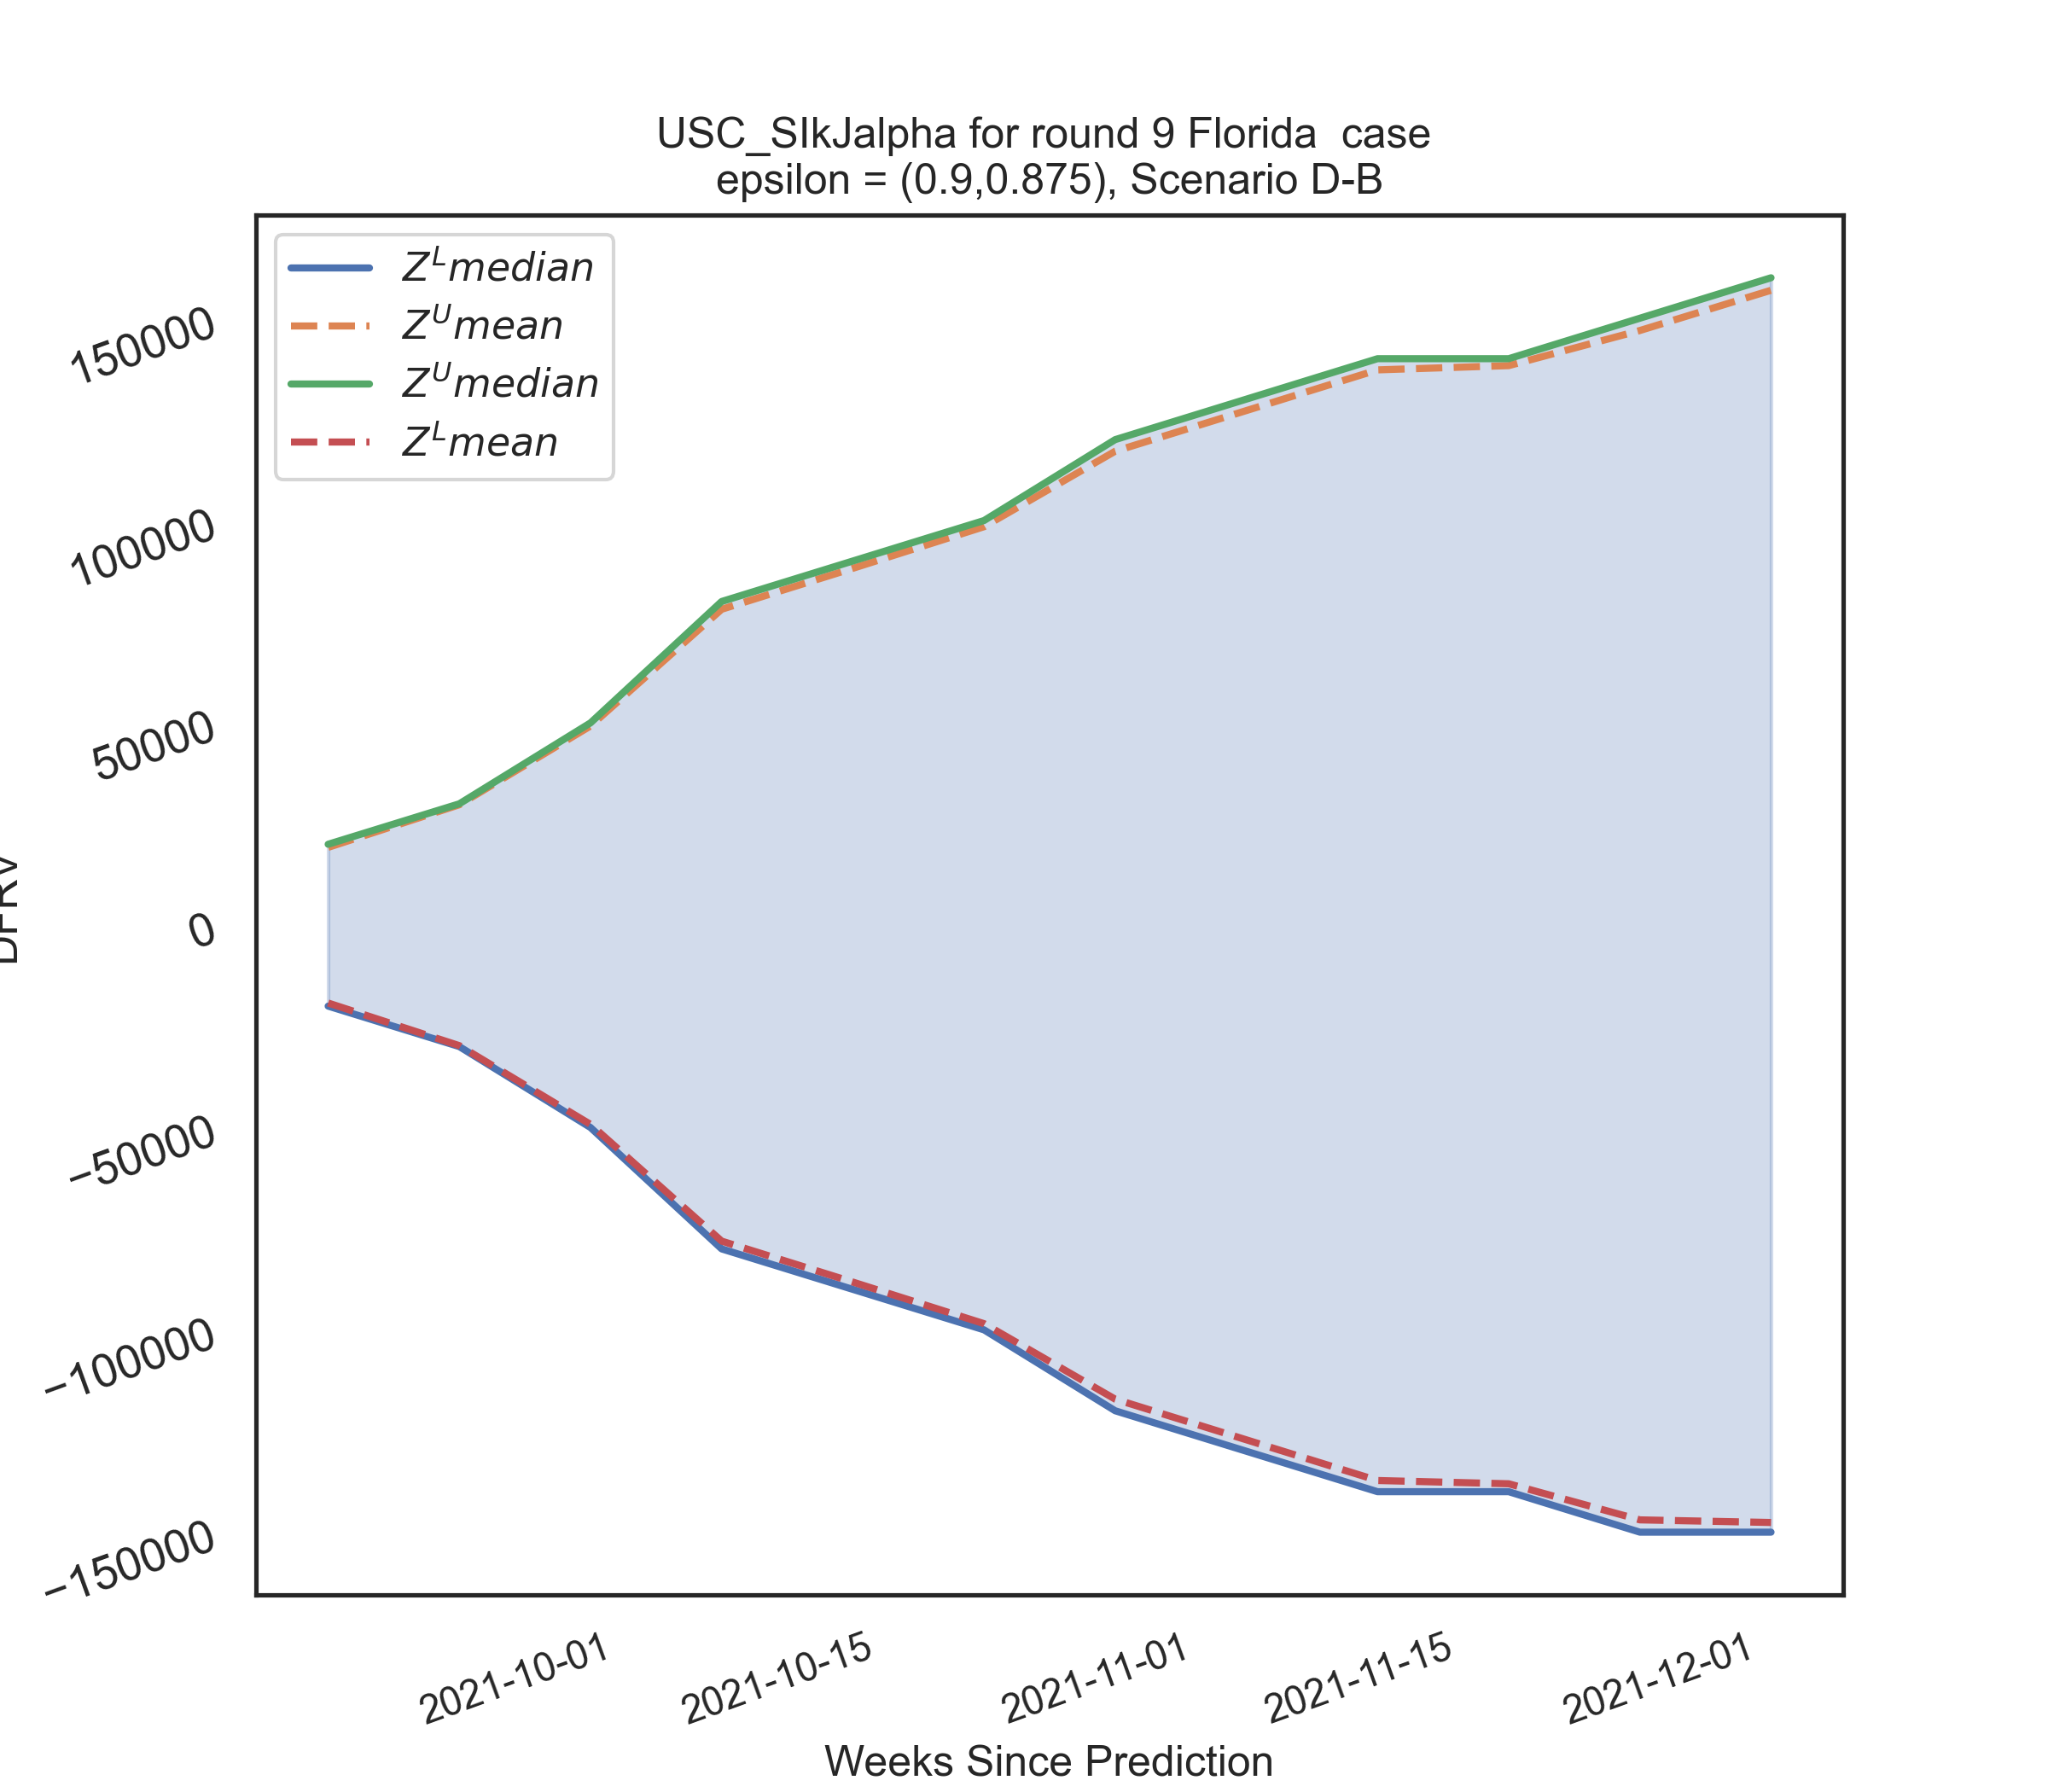 USC_SIkJalpha for round 9 Florida  case
epsilon = (0.9,0.875), Scenario D-B
Z^L median
Z^U mean
Z^U median
Z^L mean
150000
100000
50000
0
−50000
−100000
−150000
2021-10-01
2021-10-15
2021-11-01
2021-11-15
2021-12-01
Weeks Since Prediction